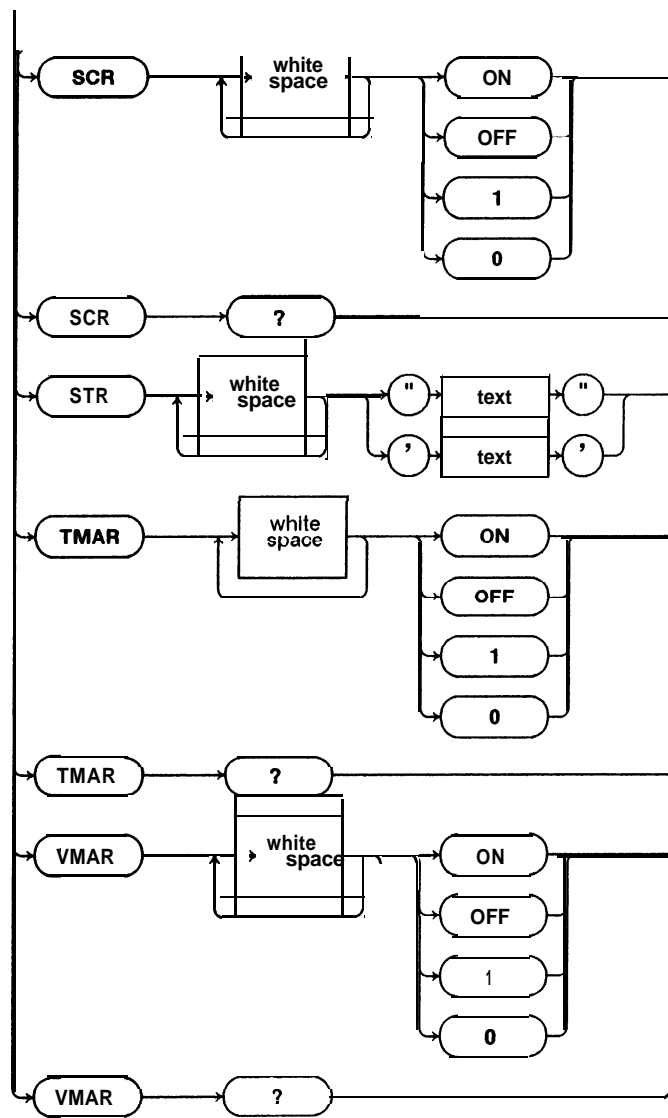 SCR white space ON
OFF
1
0
SCR ?
STR white space " text "
' text '
TMAR white space ON
OFF
1
0
TMAR ?
VMAR white space ON
OFF
1
0
VMAR ?